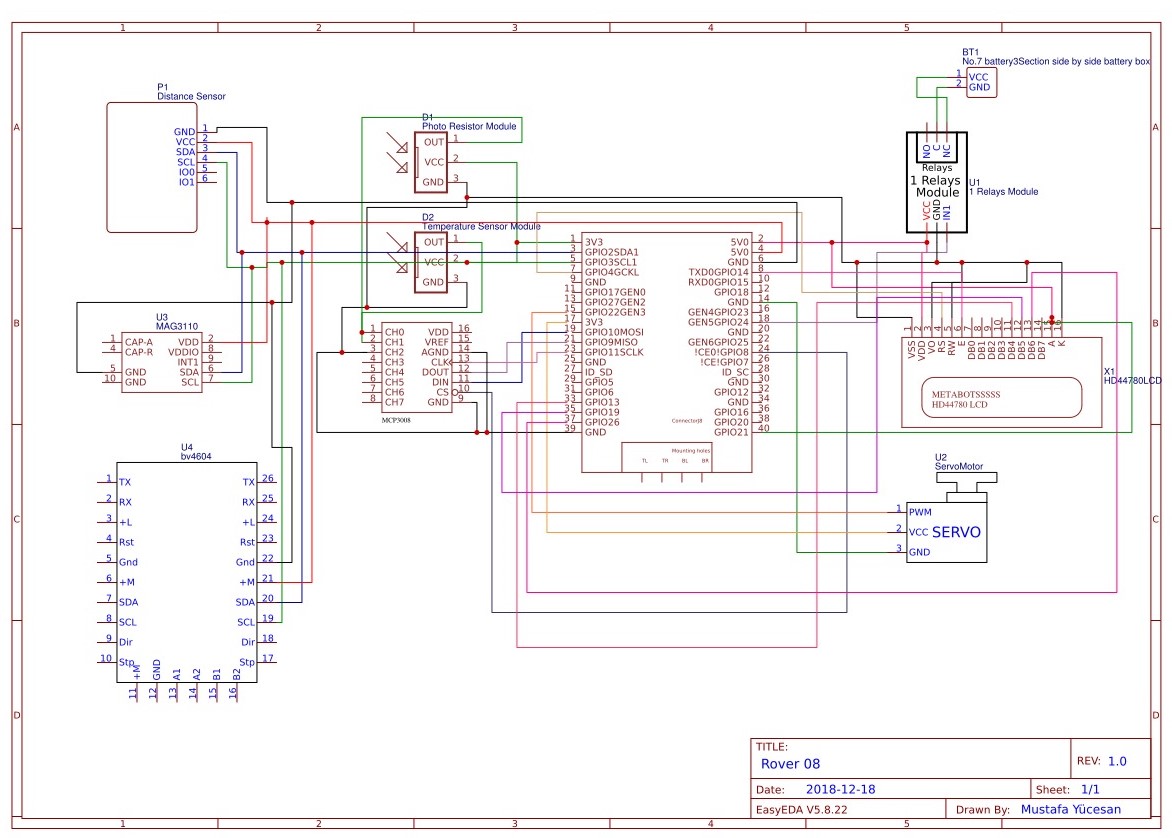 1 2 3 4 5
A
B
C
D
A
B
C
D
P1
Distance Sensor
GND 1
VCC 2
SDA 3
SCL 4
IO0 5
IO1 6
D1
Photo Resistor Module
OUT 1
VCC 2
GND 3
D2
Temperature Sensor Module
OUT 1
VCC 2
GND 3
BT1
No.7 battery3Section side by side battery box
1 VCC
2 GND
NO C NC
Relays
1 Relays
Module
VCC GND IN1
U1
1 Relays Module
U3
MAG3110
1 CAP-A VDD 2
4 CAP-R VDDIO 8
INT1 9
5 GND SDA 6
10 GND SCL 7
1 CH0 VDD 16
2 CH1 VREF 15
3 CH2 AGND 14
4 CH3 CLK 13
5 CH4 DOUT 12
6 CH5 DIN 11
7 CH6 CS 10
8 CH7 GND 9
MCP3008
1 3V3 5V0 2
3 GPIO2SDA1 5V0 4
5 GPIO3SCL1 GND 6
7 GPIO4GCKL TXD0GPIO14 8
9 GND RXD0GPIO15 10
11 GPIO17GEN0 GPIO18 12
13 GPIO27GEN2 GND 14
15 GPIO22GEN3 GEN4GPIO23 16
17 3V3 GEN5GPIO24 18
19 GPIO10MOSI GND 20
21 GPIO9MISO GEN6GPIO25 22
23 GPIO11SCLK !CE0!GPIO8 24
25 GND !CE!GPIO7 26
27 ID_SD ID_SC 28
29 GPIO5 GND 30
31 GPIO6 GPIO12 32
33 GPIO13 GND 34
35 GPIO19 GPIO16 36
37 GPIO26 GPIO20 38
39 GND GPIO21 40
ConnectorJ8
Mounting holes
TL TR BL BR
1 2 3 4 5 6 7 8 9 10 11 12 13 14 15 16
VSS VDD VO RS RW E DB0 DB1 DB2 DB3 DB4 DB5 DB6 DB7 A K
METABOTSSSSS
HD44780 LCD
X1
HD44780LCD
U2
ServoMotor
1 PWM
2 VCC
3 GND
SERVO
U4
bv4604
1 TX TX 26
2 RX RX 25
3 +L +L 24
4 Rst Rst 23
5 Gnd Gnd 22
6 +M +M 21
7 SDA SDA 20
8 SCL SCL 19
9 Dir Dir 18
10 Stp Stp 17
+M GND A1 A2 B1 B2
11 12 13 14 15 16
TITLE:
Rover 08
REV: 1.0
Date: 2018-12-18
Sheet: 1/1
EasyEDA V5.8.22
Drawn By: Mustafa Yücesan
1 2 3 4 5